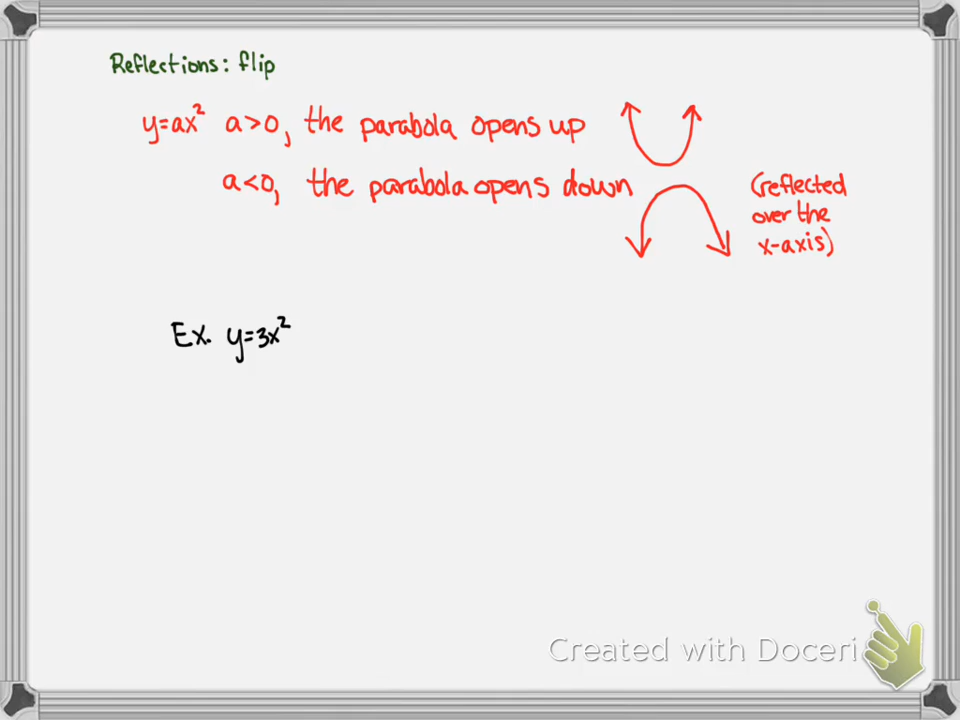 Reflections: flip
y=ax² a>0, the parabola opens up
a<0, the parabola opens down
(reflected
over the
x-axis)
Ex. y=3x²
Created with Doceri